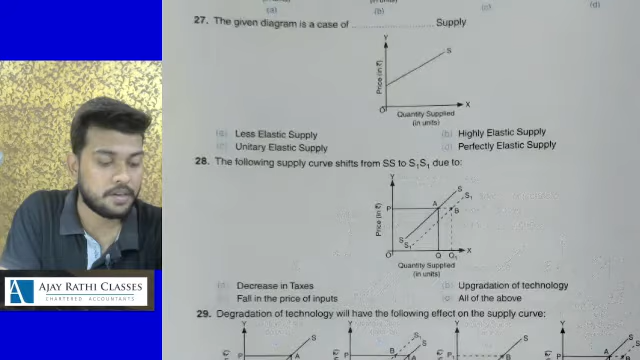 (a)
(b)
(c)
(d)
27. The given diagram is a case of ............................ Supply
Y
S
Price (in ₹)
O
X
Quantity Supplied
(in units)
(a) Less Elastic Supply
(b) Highly Elastic Supply
(c) Unitary Elastic Supply
(d) Perfectly Elastic Supply
28. The following supply curve shifts from SS to S₁S₁ due to:
Y
S
S₁
P
A
B
Price (in ₹)
S
S₁
O
Q
Q₁
X
Quantity Supplied
(in units)
Decrease in Taxes
Upgradation of technology
Fall in the price of inputs
All of the above
29. Degradation of technology will have the following effect on the supply curve:
Y
S
P
A
Y
S₁
S
P
B
A
Y
S
P
Y
S
P
A
B
AJAY RATHI CLASSES
CHARTERED ACCOUNTANTS